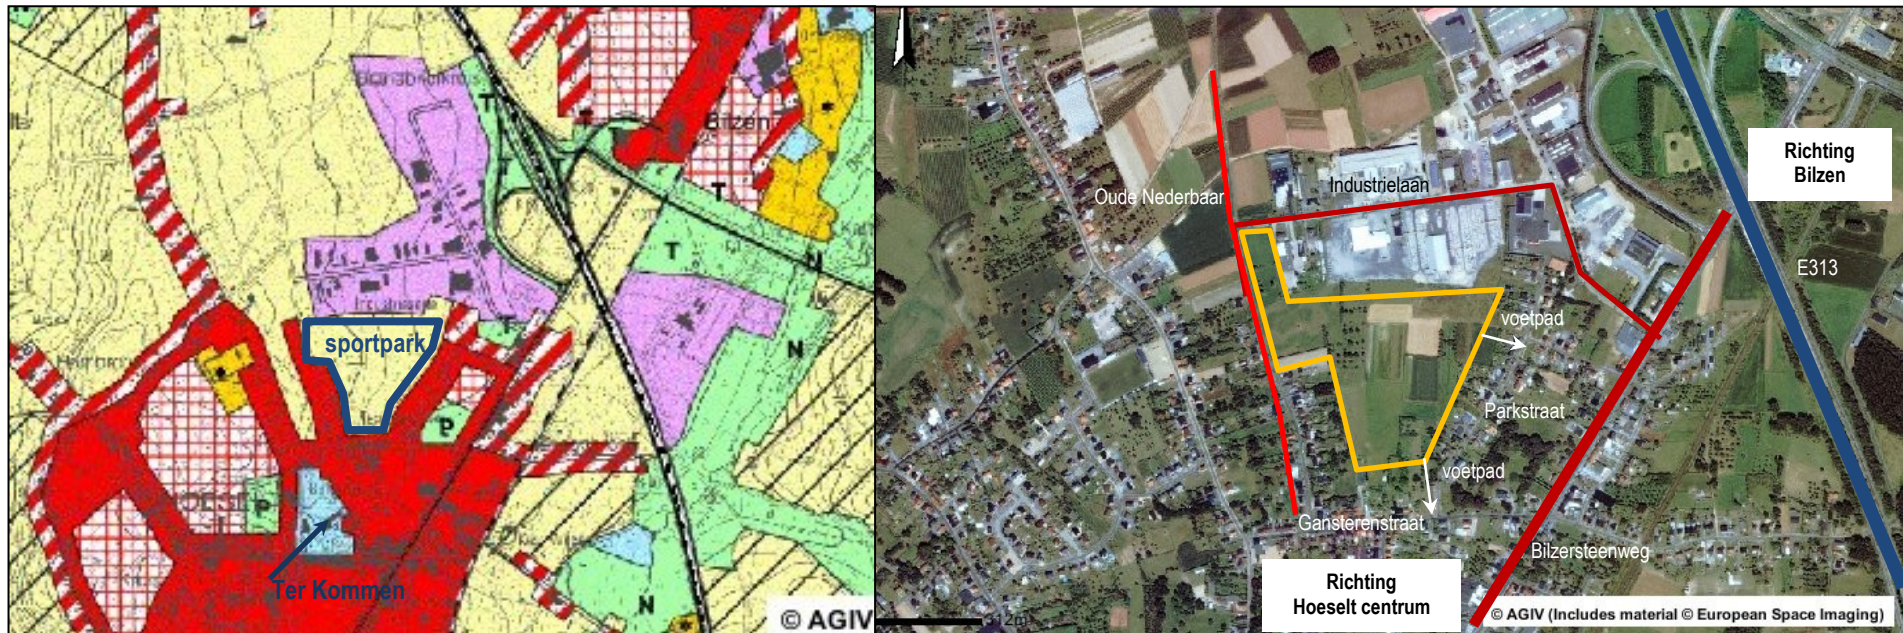 sportpark
Ter Kommen
Bilzen
T
T
T
T
T
T
N
N
N
P
P
© AGIV
Oude Nederbaan
Industrielaan
Richting
Bilzen
E313
voetpad
Parkstraat
voetpad
Gansterenstraat
Bilzersteenweg
Richting
Hoeselt centrum
© AGIV (Includes material © European Space Imaging)